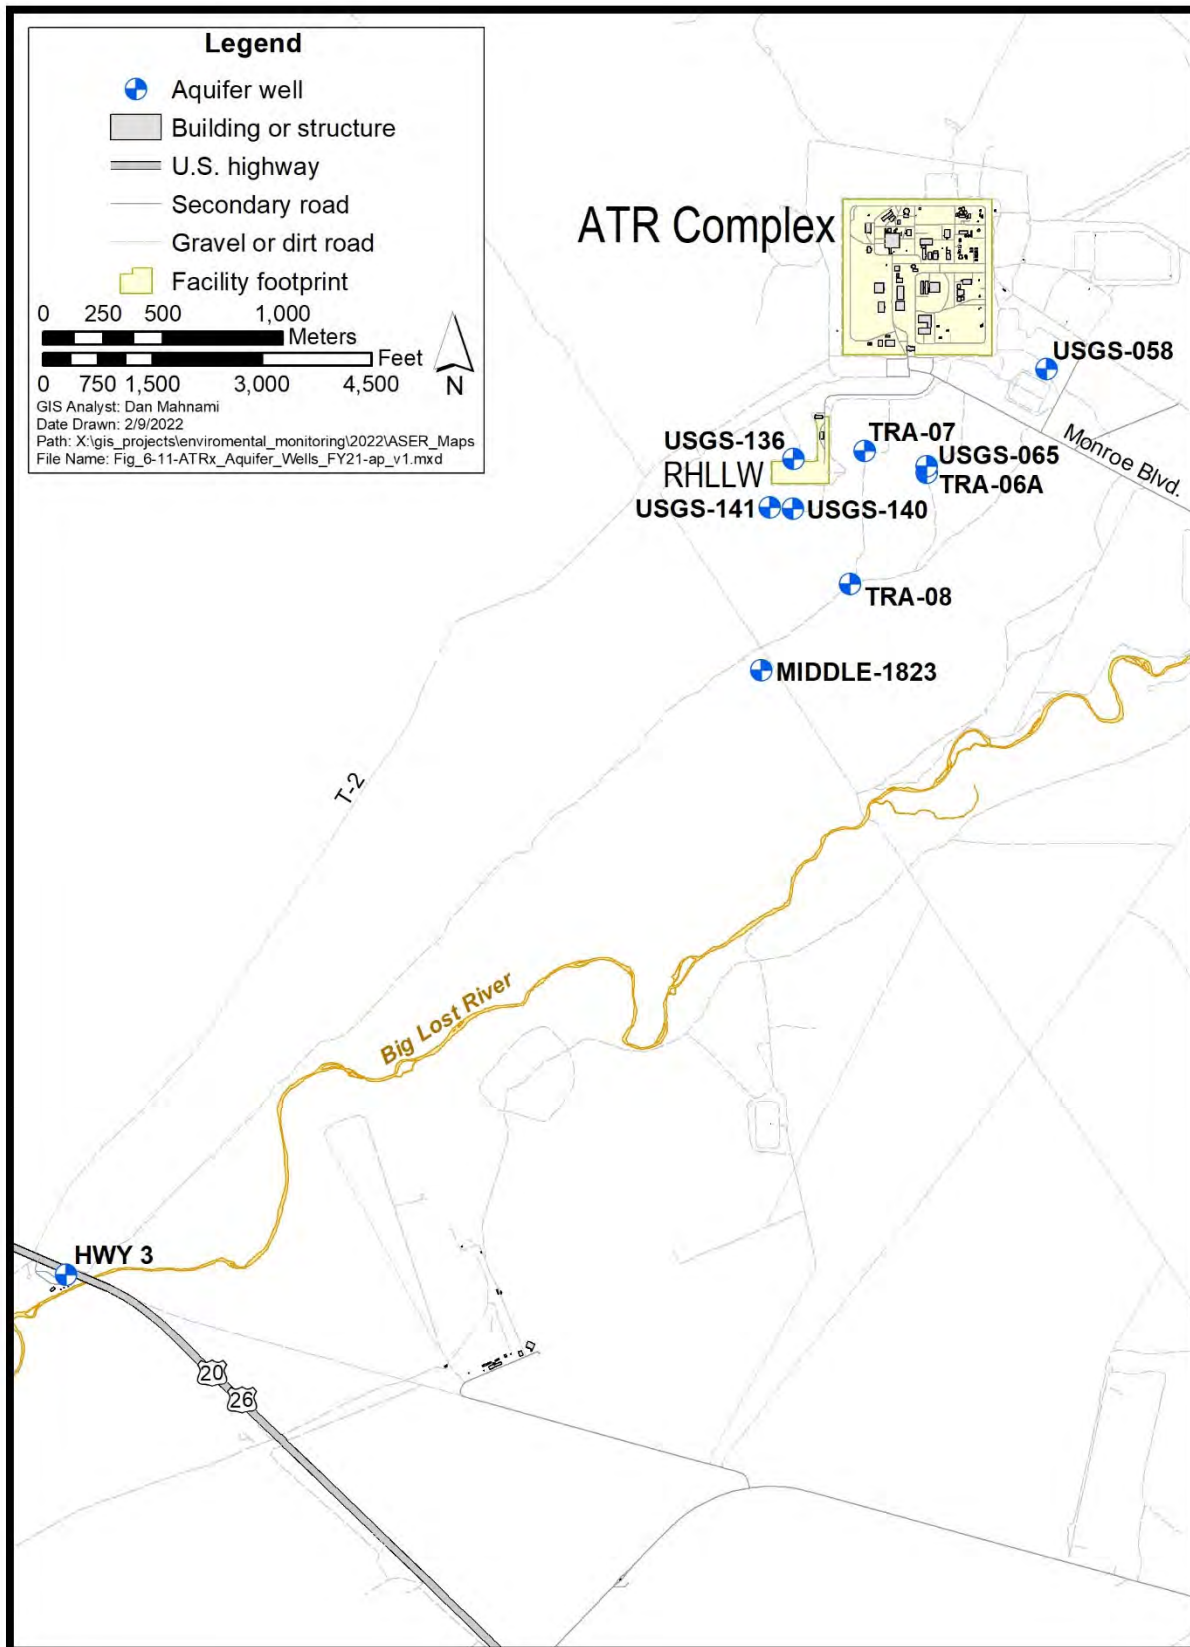 Legend
Aquifer well
Building or structure
U.S. highway
Secondary road
Gravel or dirt road
Facility footprint
0 250 500 1,000
Meters
Feet
0 750 1,500 3,000 4,500
N
GIS Analyst: Dan Mahnami
Date Drawn: 2/9/2022
Path: X:\gis_projects\enviromental_monitoring\2022\ASER_Maps
File Name: Fig_6-11-ATRx_Aquifer_Wells_FY21-ap_v1.mxd
ATR Complex
USGS-058
Monroe Blvd.
USGS-136
TRA-07
USGS-065
RHLLW
TRA-06A
USGS-141
USGS-140
TRA-08
MIDDLE-1823
T-2
Big Lost River
HWY 3
20
26